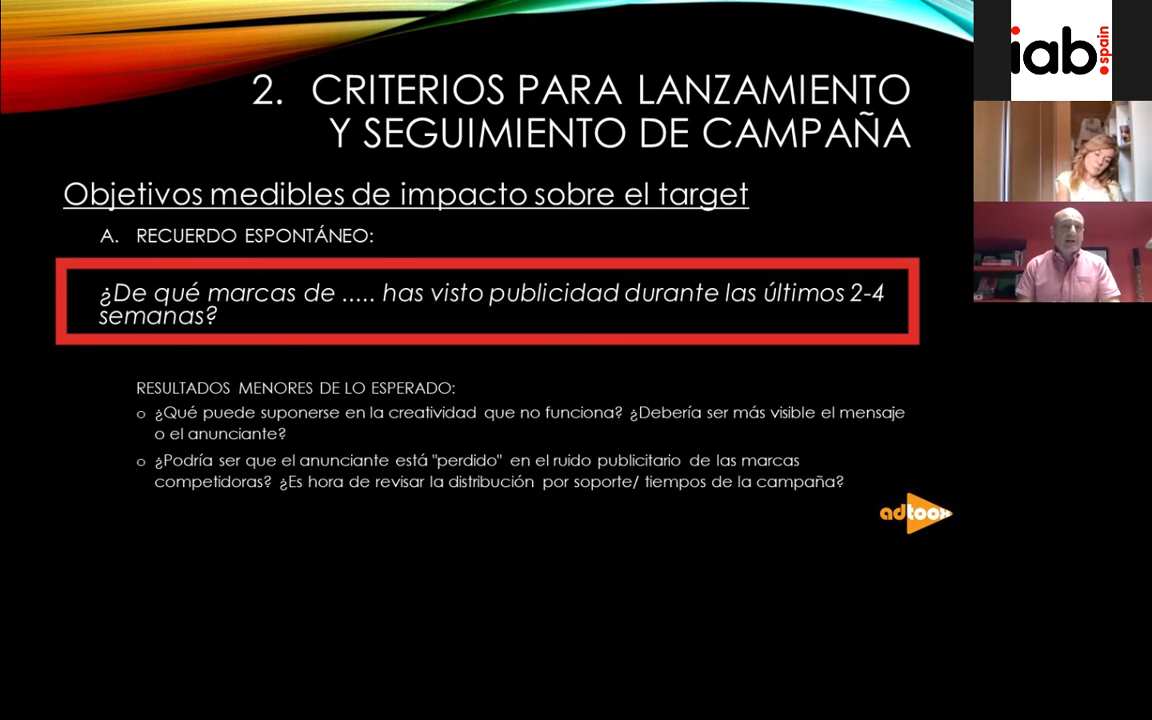 2. CRITERIOS PARA LANZAMIENTO
Y SEGUIMIENTO DE CAMPAÑA
Objetivos medibles de impacto sobre el target
A. RECUERDO ESPONTÁNEO:
¿De qué marcas de ..... has visto publicidad durante las últimos 2-4
semanas?
RESULTADOS MENORES DE LO ESPERADO:
o ¿Qué puede suponerse en la creatividad que no funciona? ¿Debería ser más visible el mensaje
o el anunciante?
o ¿Podría ser que el anunciante está "perdido" en el ruido publicitario de las marcas
competidoras? ¿Es hora de revisar la distribución por soporte/ tiempos de la campaña?
adtoox
iab.spain